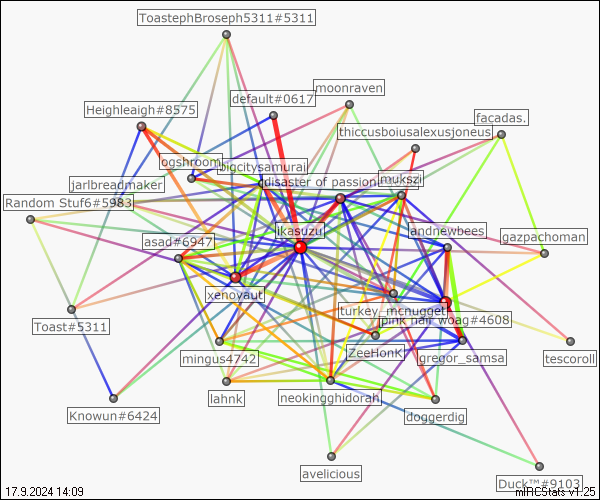 ToastephBroseph5311#5311
moonraven
default#0617
Heighleaigh#8575
façadas.
thiccusboiusalexusjoneus
ogshroom
bigcitysamurai
jarlbreadmaker
disaster of passion
mukszi
Random Stuf6#5983
ikasuzu
andnewbees
asad#6947
gazpachoman
xenovaut
turkey_mcnugget
Toast#5311
pink hair woag#4608
mingus4742
ZeeHonK
gregor_samsa
tescoroll
lahnk
neokingghidorah
Knowun#6424
doggerdig
avelicious
Duck™#9103
17.9.2024 14:09
mIRCStats v1.25